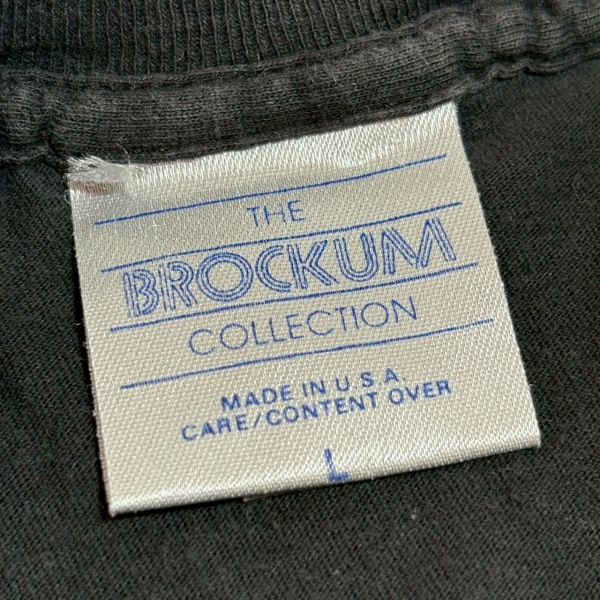 THE
BROCKUM
COLLECTION
MADE IN U.S.A.
CARE/CONTENT OVER
L